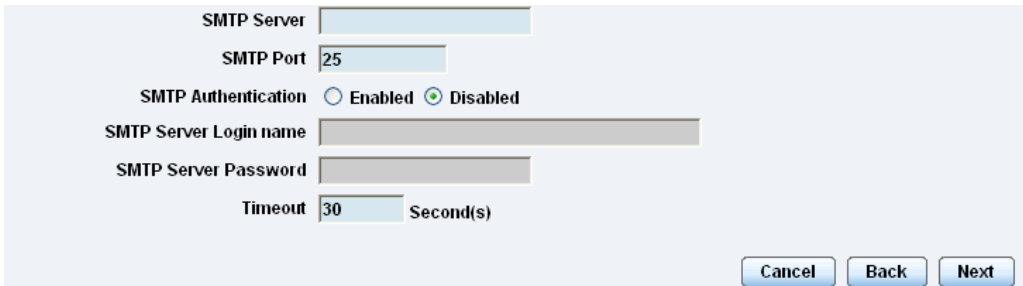 SMTP Server
SMTP Port 25
SMTP Authentication Enabled Disabled
SMTP Server Login name
SMTP Server Password
Timeout 30 Second(s)
Cancel Back Next